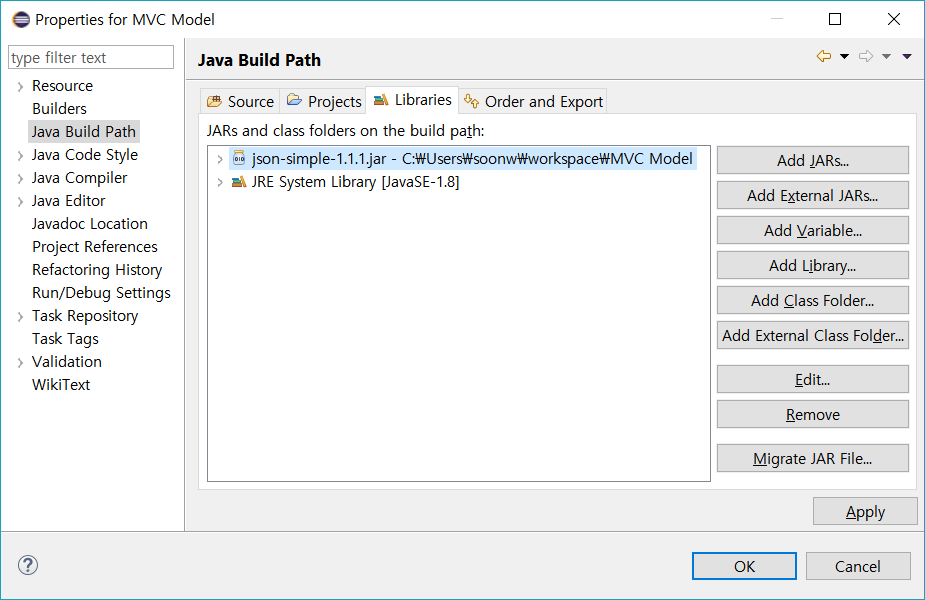 Properties for MVC Model
type filter text
Resource
Builders
Java Build Path
Java Code Style
Java Compiler
Java Editor
Javadoc Location
Project References
Refactoring History
Run/Debug Settings
Task Repository
Task Tags
Validation
WikiText
Java Build Path
Source Projects Libraries Order and Export
JARs and class folders on the build path:
json-simple-1.1.1.jar - C:₩Users₩soonw₩workspace₩MVC Model
JRE System Library [JavaSE-1.8]
Add JARs...
Add External JARs...
Add Variable...
Add Library...
Add Class Folder...
Add External Class Folder...
Edit...
Remove
Migrate JAR File...
Apply
?
OK Cancel